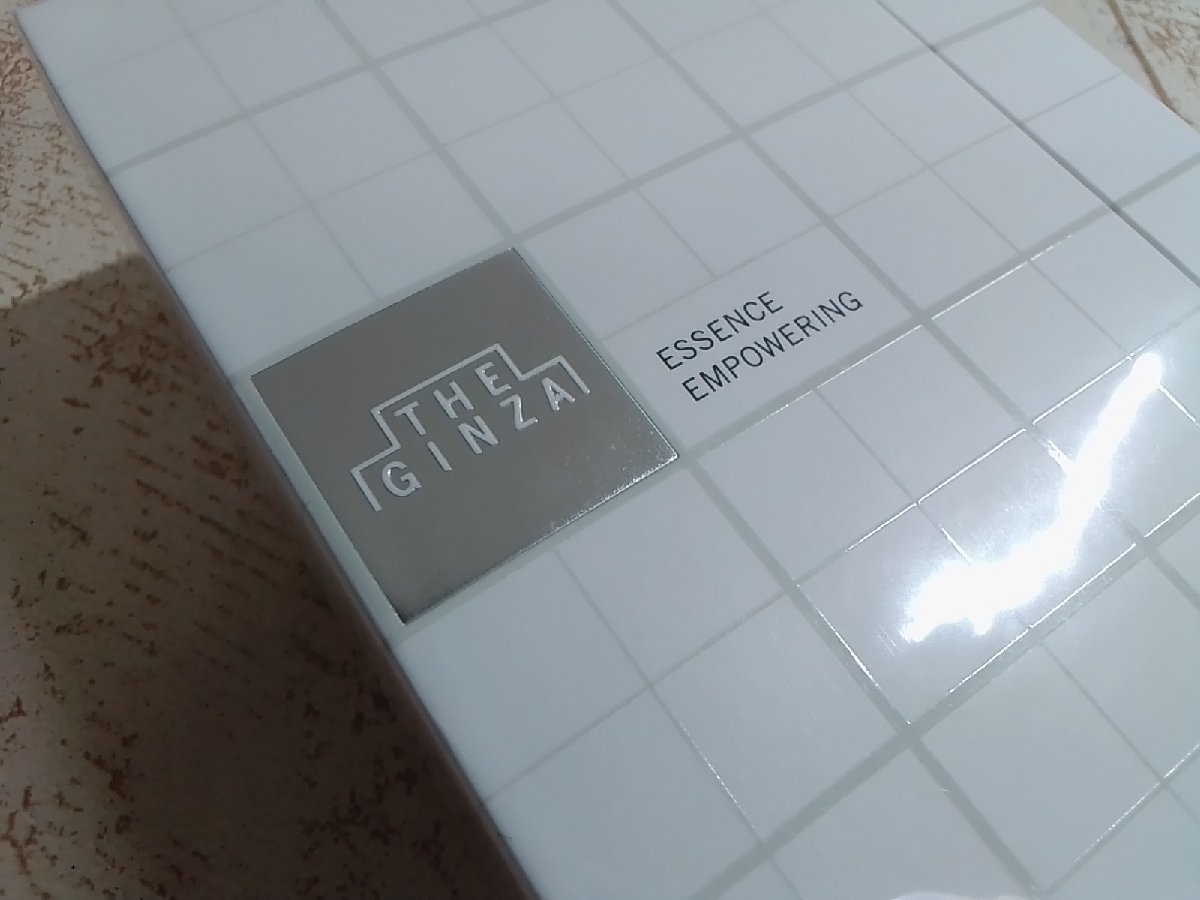 THE
GINZA
ESSENCE
EMPOWERING